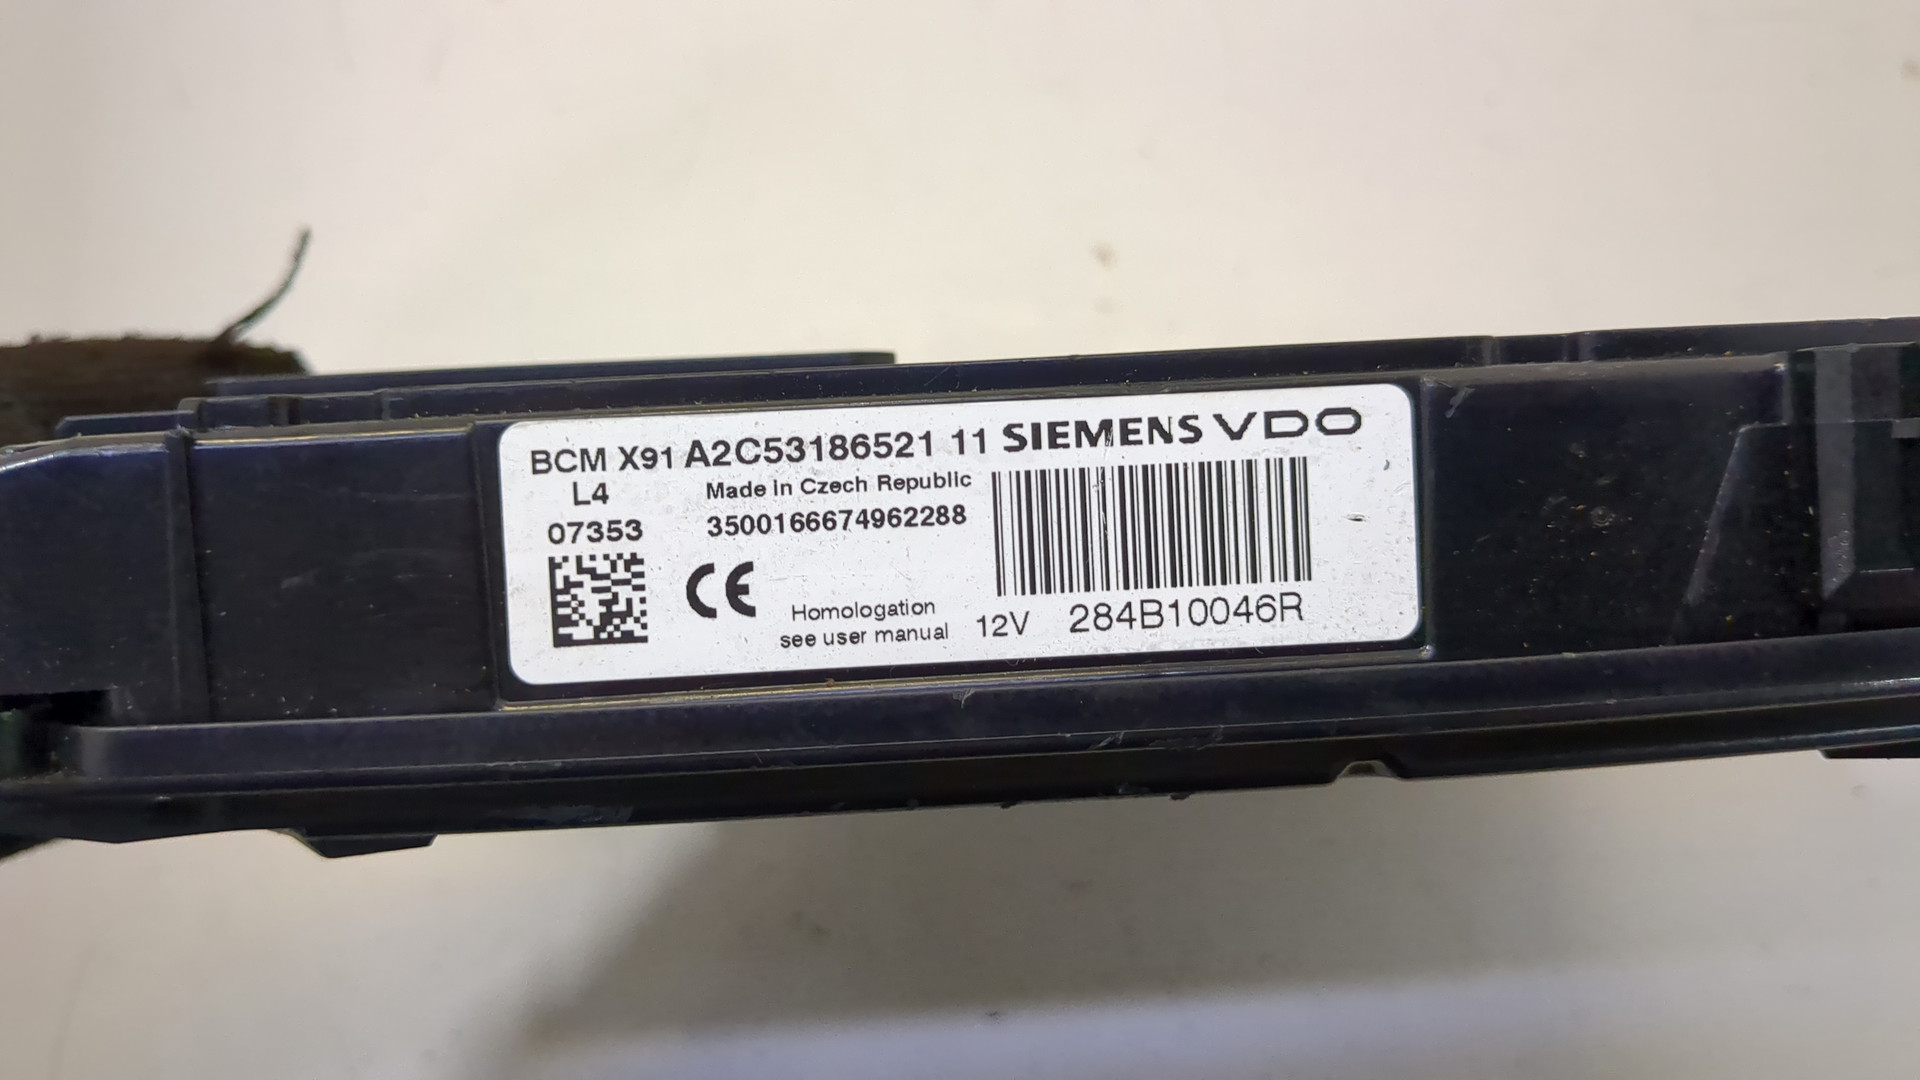 BCM X91 A2C53186521 11 SIEMENS VDO
L4 Made in Czech Republic
07353 3500166674962288
CE
Homologation
see user manual 12V 284B10046R